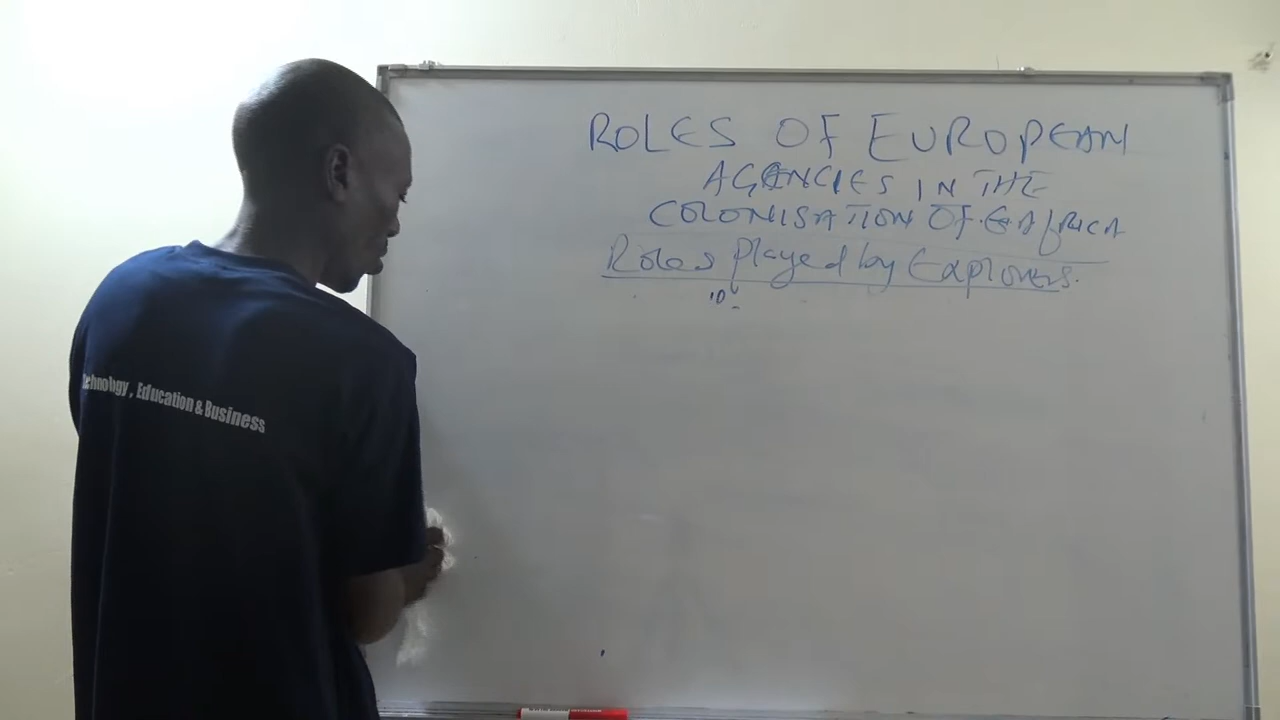 ROLES OF EUROPEAN
AGENCIES IN THE
COLONISATION OF E.AfRICA
Roles played by Explorers.
Technology, Education & Business